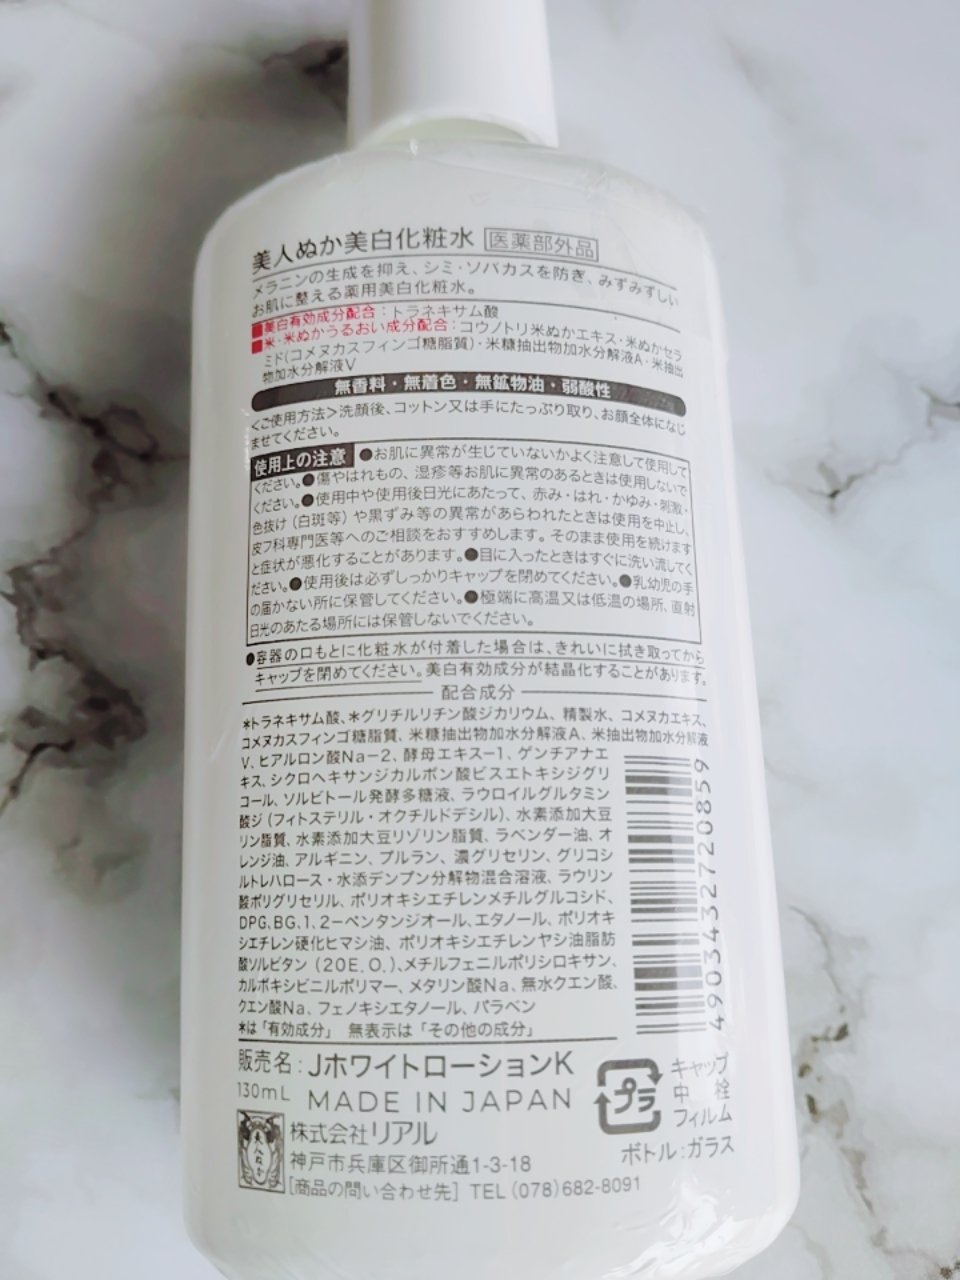 美人ぬか美白化粧水 医薬部外品
メラニンの生成を抑え、シミ・ソバカスを防ぎ、みずみずしい
お肌に整える薬用美白化粧水。
■美白有効成分配合：トラネキサム酸
■米・米ぬかうるおい成分配合：コウノトリ米ぬかエキス・米ぬかセラ
ミド(コメヌカスフィンゴ糖脂質)・米糠抽出物加水分解液A・米抽出
物加水分解液V
無香料・無着色・無鉱物油・弱酸性
＜ご使用方法＞洗顔後、コットン又は手にたっぷり取り、お顔全体になじ
ませてください。
使用上の注意 ●お肌に異常が生じていないかよく注意して使用して
ください。●傷やはれもの、湿疹等お肌に異常のあるときは使用しないで
ください。●使用中や使用後日光にあたって、赤み・はれ・かゆみ・刺激・
色抜け（白斑等）や黒ずみ等の異常があらわれたときは使用を中止し、
皮フ科専門医等へのご相談をおすすめします。そのまま使用を続けます
と症状が悪化することがあります。●目に入ったときはすぐに洗い流してく
ださい。●使用後は必ずしっかりキャップを閉めてください。●乳幼児の手
の届かない所に保管してください。●極端に高温又は低温の場所、直射
日光のあたる場所には保管しないでください。
●容器の口もとに化粧水が付着した場合は、きれいに拭き取ってから
キャップを閉めてください。美白有効成分が結晶化することがあります。
配合成分
＊トラネキサム酸、＊グリチルリチン酸ジカリウム、精製水、コメヌカエキス、
コメヌカスフィンゴ糖脂質、米糠抽出物加水分解液A、米抽出物加水分解液
V、ヒアルロン酸Na－2、酵母エキス－1、ゲンチアナエ
キス、シクロヘキサンジカルボン酸ビスエトキシジグリ
コール、ソルビトール発酵多糖液、ラウロイルグルタミン
酸ジ（フィトステリル・オクチルドデシル）、水素添加大豆
リン脂質、水素添加大豆リゾリン脂質、ラベンダー油、オ
レンジ油、アルギニン、プルラン、濃グリセリン、グリコシ
ルトレハロース・水添デンプン分解物混合溶液、ラウリン
酸ポリグリセリル、ポリオキシエチレンメチルグルコシド、
DPG、BG、1，2－ペンタンジオール、エタノール、ポリオキ
シエチレン硬化ヒマシ油、ポリオキシエチレンヤシ油脂肪
酸ソルビタン（20E．O．）、メチルフェニルポリシロキサン、
カルボキシビニルポリマー、メタリン酸Na、無水クエン酸、
クエン酸Na、フェノキシエタノール、パラベン
＊は「有効成分」 無表示は「その他の成分」
4903432720859
販売名：JホワイトローションK
130mL MADE IN JAPAN
美人ぬか
株式会社リアル
神戸市兵庫区御所通1-3-18
［商品の問い合わせ先］ TEL（078）682-8091
プラ
キャップ
中 栓
フィルム
ボトル：ガラス